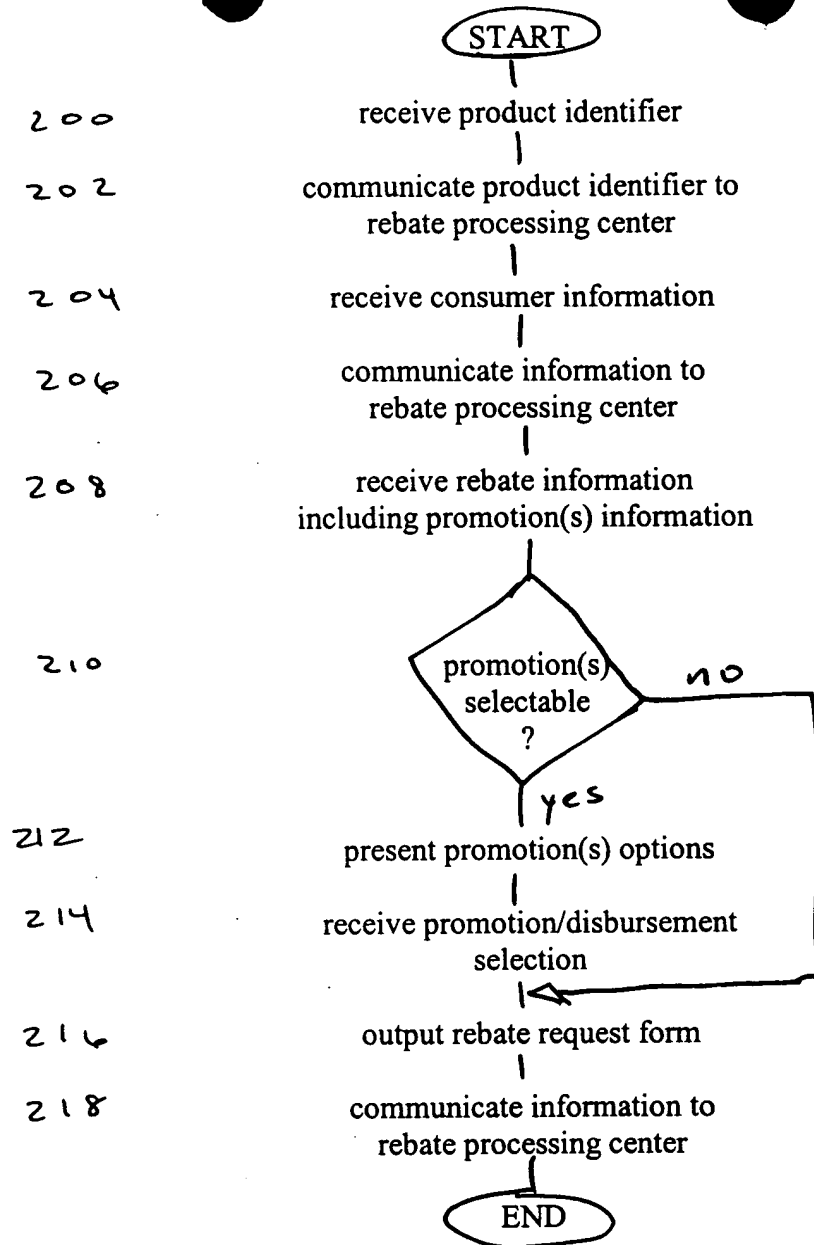 START
200 receive product identifier
202 communicate product identifier to
rebate processing center
204 receive consumer information
206 communicate information to
rebate processing center
208 receive rebate information
including promotion(s) information
210 promotion(s) no
selectable
?
yes
212 present promotion(s) options
214 receive promotion/disbursement
selection
216 output rebate request form
218 communicate information to
rebate processing center
END